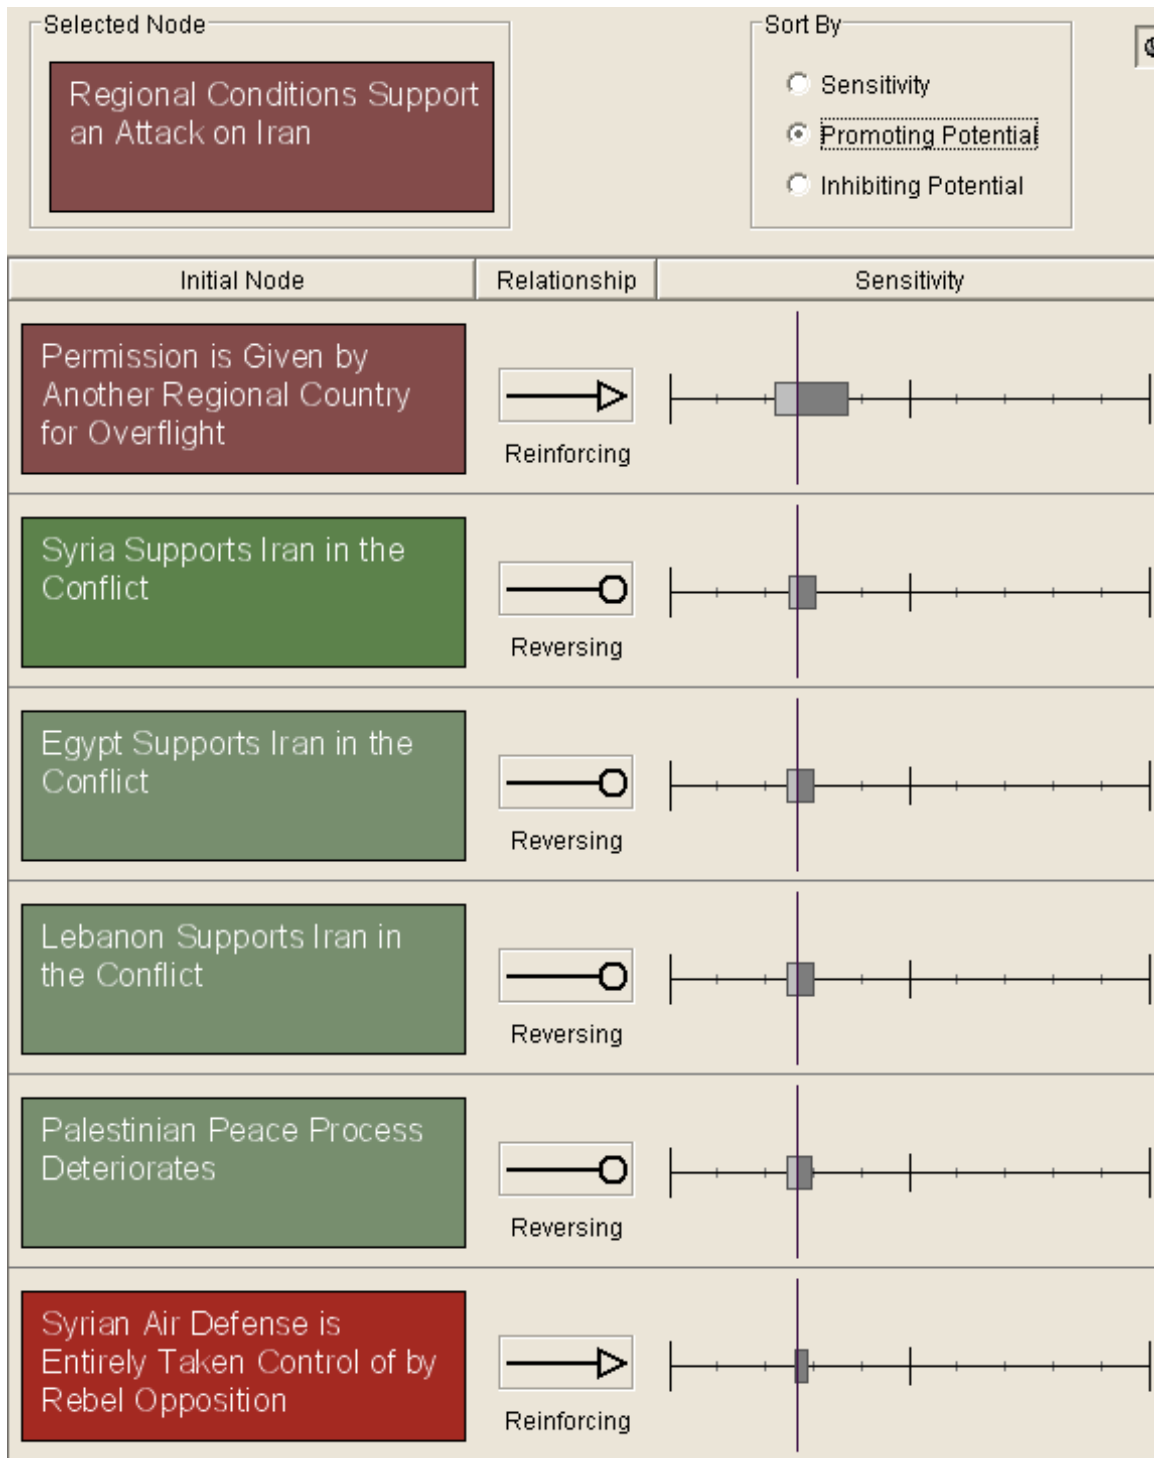 Selected Node
Sort By
Regional Conditions Support
an Attack on Iran
Sensitivity
Promoting Potential
Inhibiting Potential
Initial Node
Relationship
Sensitivity
Permission is Given by
Another Regional Country
for Overflight
Reinforcing
Syria Supports Iran in the
Conflict
Reversing
Egypt Supports Iran in the
Conflict
Reversing
Lebanon Supports Iran in
the Conflict
Reversing
Palestinian Peace Process
Deteriorates
Reversing
Syrian Air Defense is
Entirely Taken Control of by
Rebel Opposition
Reinforcing